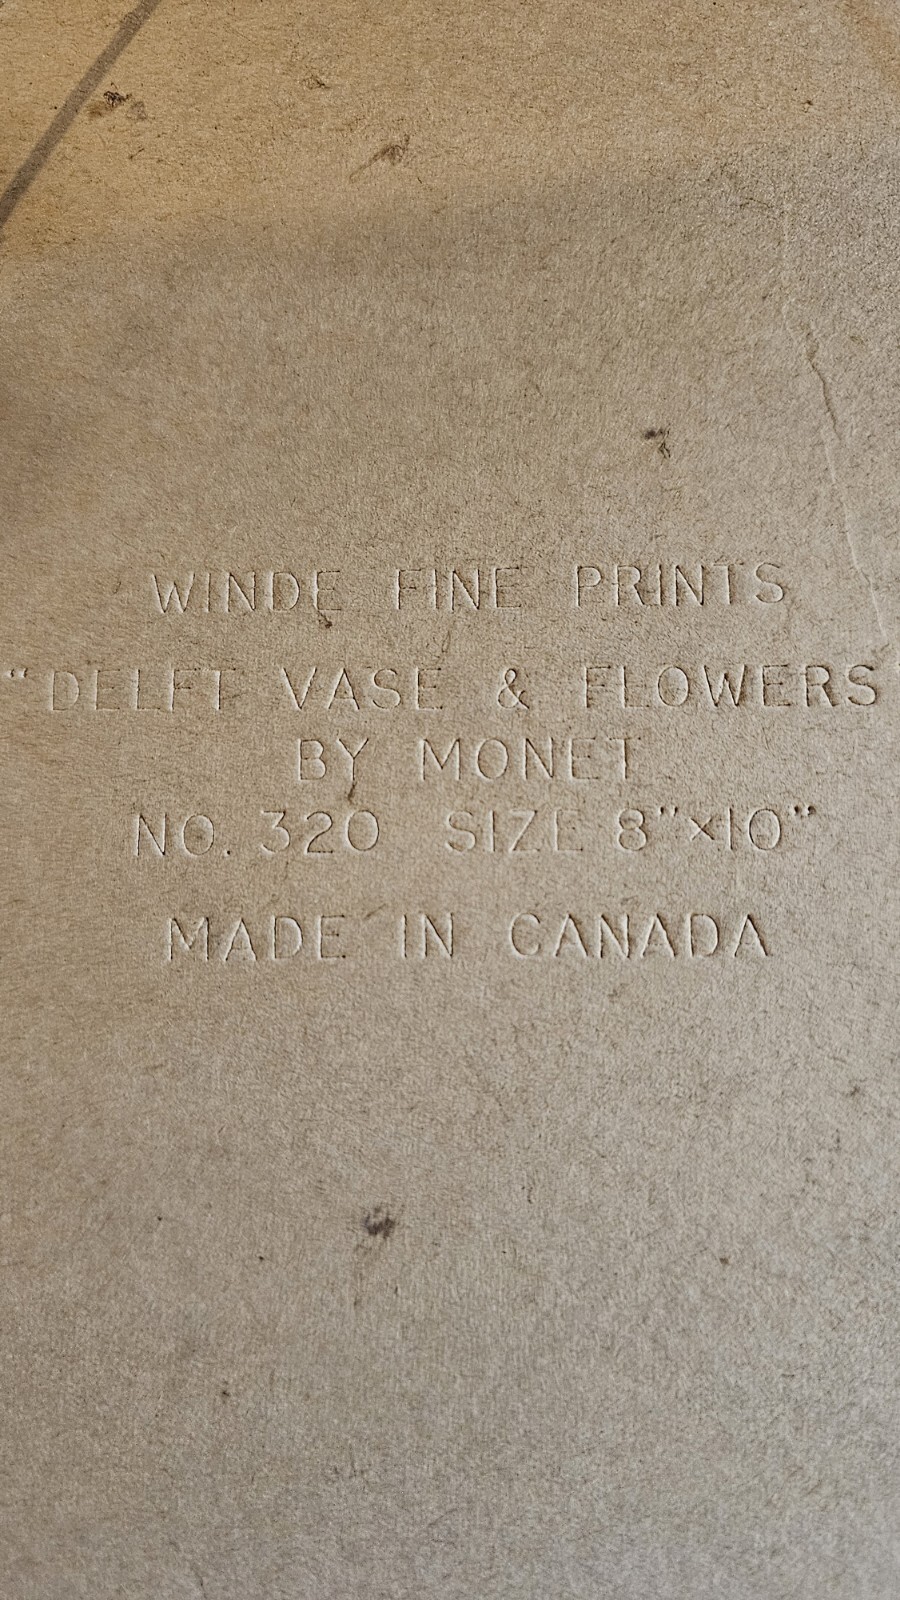 WINDE FINE PRINTS
“DELFT VASE & FLOWERS”
BY MONET
NO. 320 SIZE 8”×10”
MADE IN CANADA